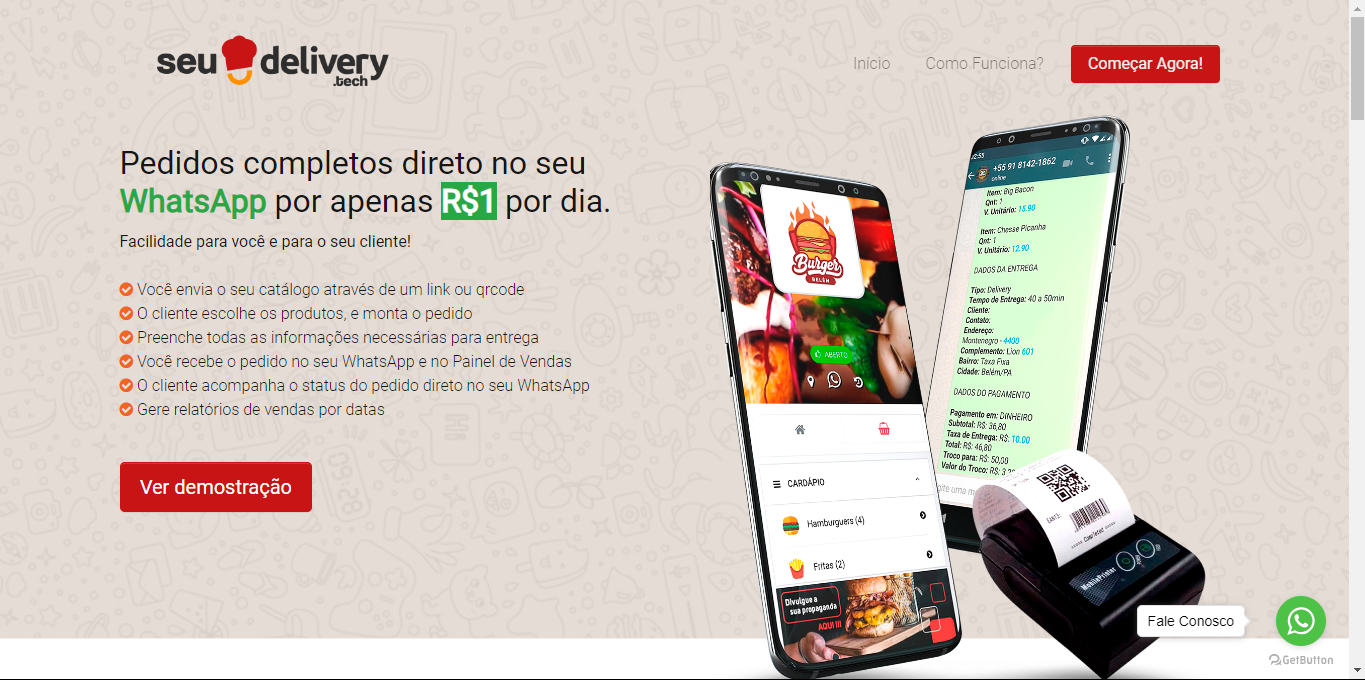 seu delivery
.tech
Início
Como Funciona?
Começar Agora!
Pedidos completos direto no seu
WhatsApp por apenas R$1 por dia.
Facilidade para você e para o seu cliente!
Você envia o seu catálogo através de um link ou qrcode
O cliente escolhe os produtos, e monta o pedido
Preenche todas as informações necessárias para entrega
Você recebe o pedido no seu WhatsApp e no Painel de Vendas
O cliente acompanha o status do pedido direto no seu WhatsApp
Gere relatórios de vendas por datas
Ver demostração
Burger
BELÉM
ABERTO
CARDÁPIO
Hamburguers (4)
Fritas (2)
Divulgue a
sua propaganda
AQUI !!!
+55 91 8142-1862
online
Item: Big Bacon
Qnt: 1
V. Unitário: 15.90
Item: Chesse Picanha
Qnt: 1
V. Unitário: 12.90
DADOS DA ENTREGA
Tipo: Delivery
Tempo de Entrega: 40 a 50min
Cliente:
Contato:
Endereço:
Montenegro - 4400
Complemento: Lion 601
Bairro: Taxa Fixa
Cidade: Belém/PA
DADOS DO PAGAMENTO
Pagamento em: DINHEIRO
Subtotal: R$: 36,80
Taxa de Entrega: R$: 10.00
Total: R$: 46,80
Troco para: R$: 50,00
Valor do Troco: R$: 3,20
Completed
MobilePrinter
Fale Conosco
GetButton